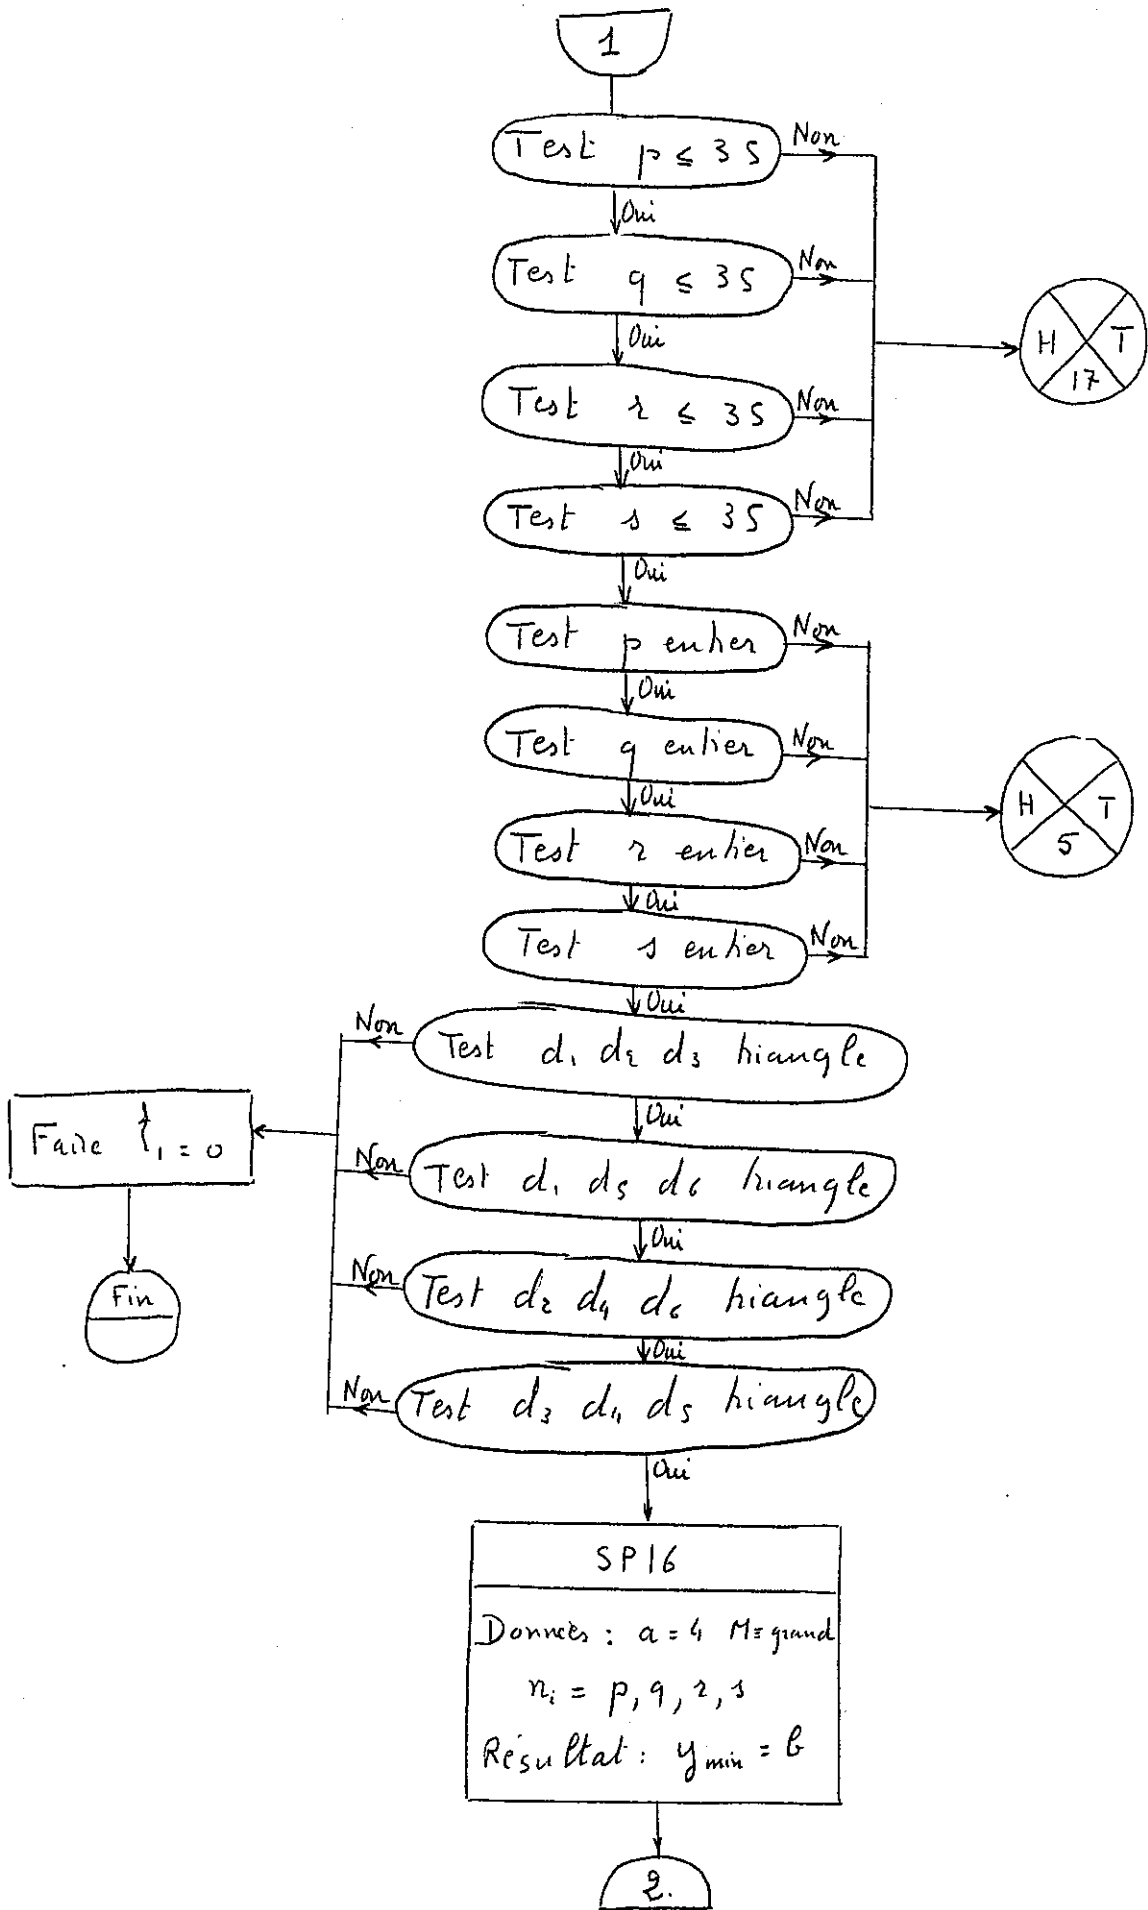 1
Test p ≤ 35
Non
Oui
Test q ≤ 35
Non
Oui
H T
17
Test r ≤ 35
Non
Oui
Test s ≤ 35
Non
Oui
Test p entier
Non
Oui
Test q entier
Non
Oui
H T
5
Test r entier
Non
Oui
Test s entier
Non
Oui
Non
Test d₁ d₂ d₃ triangle
Oui
Non
Test d₁ d₅ d₆ triangle
Oui
Non
Test d₂ d₄ d₆ triangle
Oui
Non
Test d₃ d₄ d₅ triangle
Oui
Faire ₁ = 0
Fin
SP16
Données : a = 4 M = grand
nᵢ = p, q, r, s
Résultat : y min = b
2.